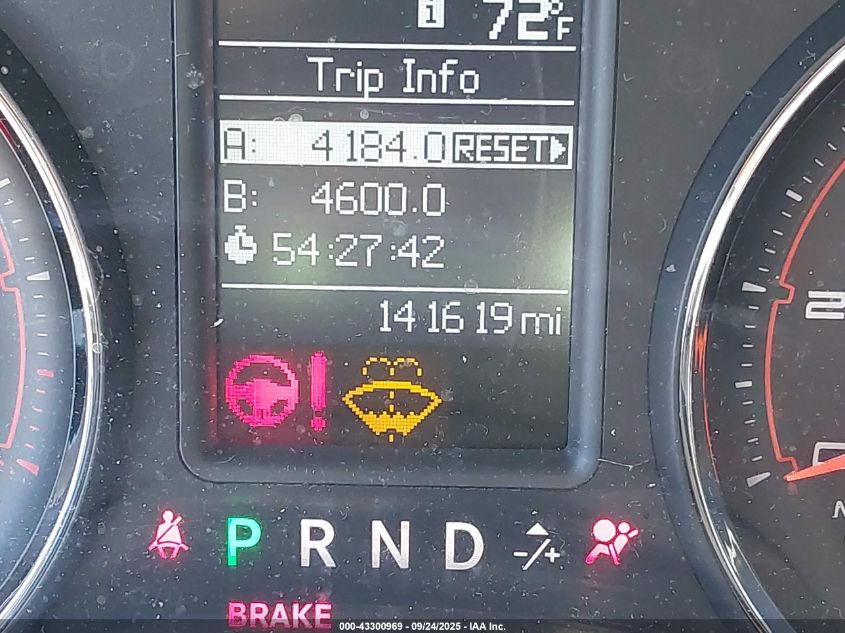 1 72°F
Trip Info
A: 4184.0 RESET
B: 4600.0
54:27:42
141619 mi
P R N D -/+
BRAKE
000-43300969 - 09/24/2025 - IAA Inc.